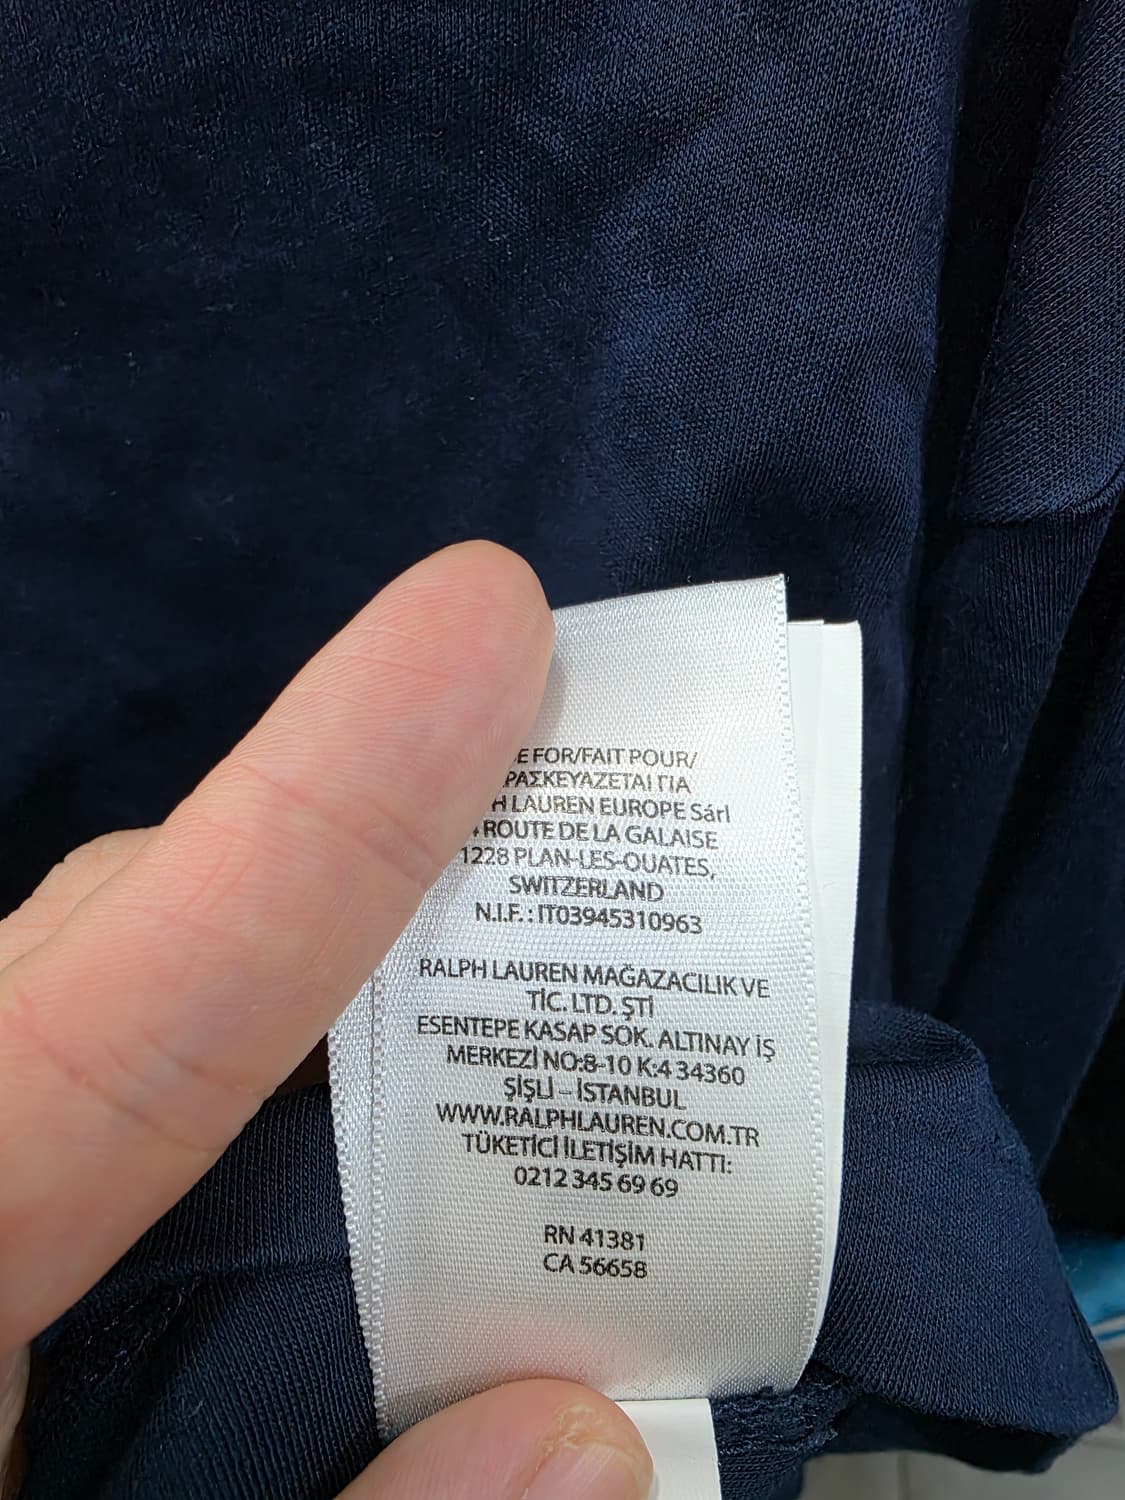 FOR/FAIT POUR/
ΓΙΑ
LAUREN EUROPE Sárl
ROUTE DE LA GALAISE
1228 PLAN-LES-OUATES,
SWITZERLAND
N.I.F. : IT03945310963
RALPH LAUREN MAĞAZACILIK VE
TİC. LTD. ŞTİ
ESENTEPE KASAP SOK. ALTINAY İŞ
MERKEZİ NO:8-10 K:4 34360
ŞİŞLİ – İSTANBUL
WWW.RALPHLAUREN.COM.TR
TÜKETİCİ İLETİŞİM HATTI:
0212 345 69 69
RN 41381
CA 56658